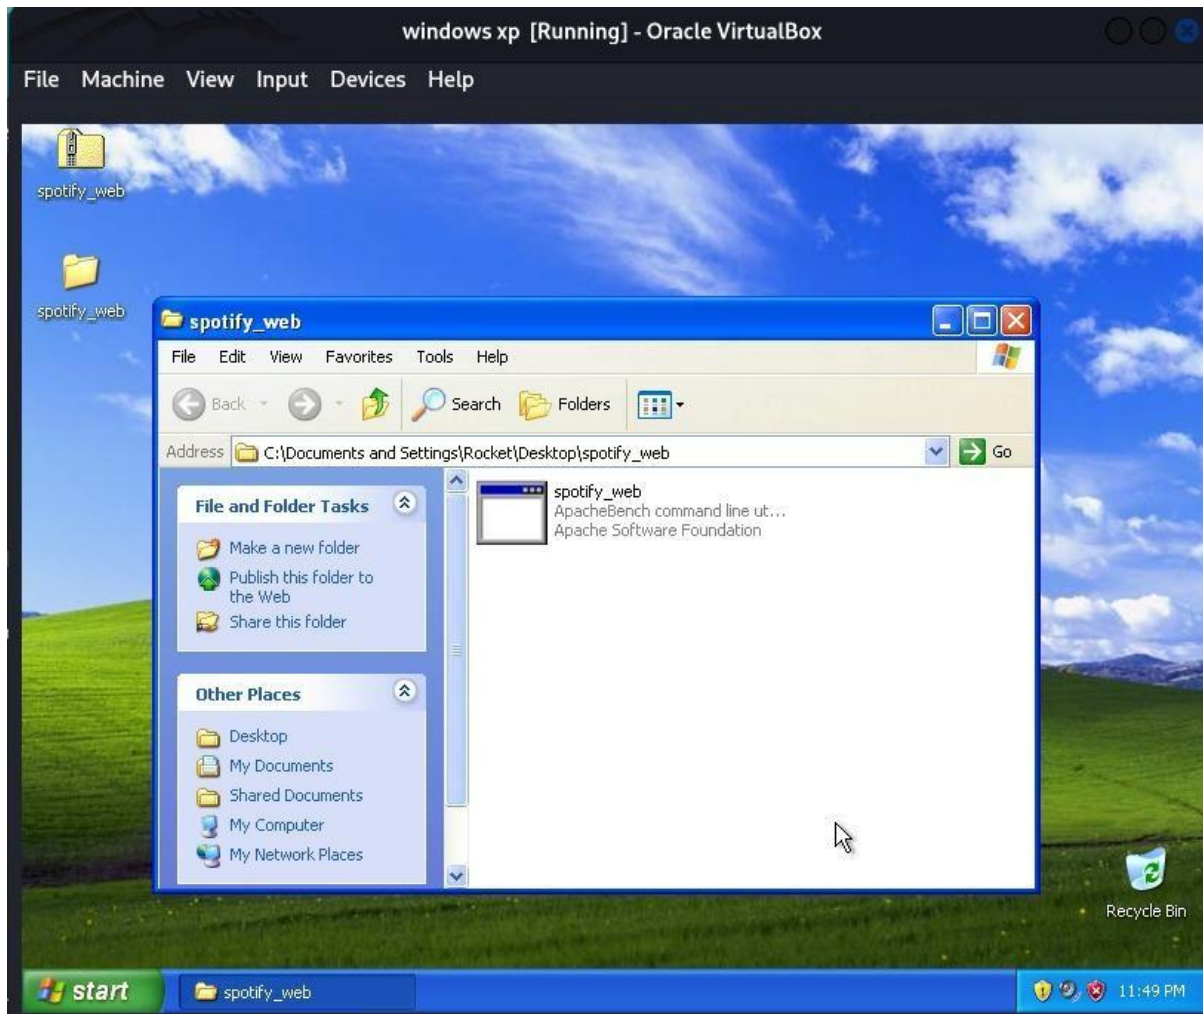 windows xp [Running] - Oracle VirtualBox
File Machine View Input Devices Help
spotify_web
spotify_web
spotify_web
File Edit View Favorites Tools Help
Back Search Folders
Address C:\Documents and Settings\Rocket\Desktop\spotify_web Go
File and Folder Tasks
Make a new folder
Publish this folder to
the Web
Share this folder
Other Places
Desktop
My Documents
Shared Documents
My Computer
My Network Places
spotify_web
ApacheBench command line ut...
Apache Software Foundation
Recycle Bin
start spotify_web 11:49 PM